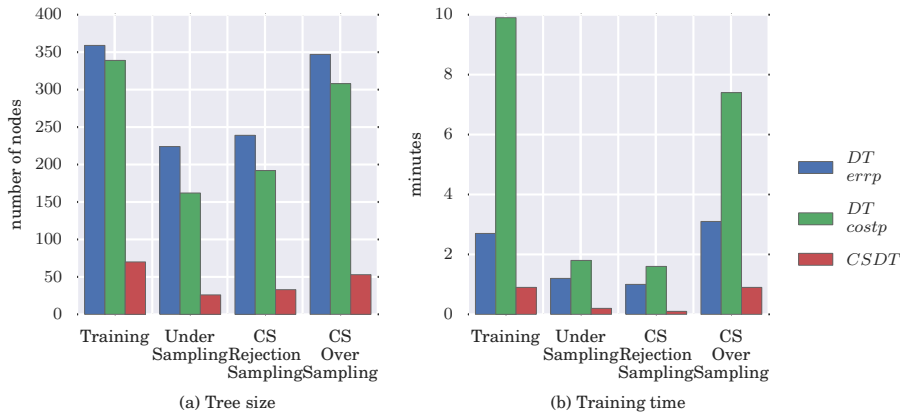 400
350
300
250
200
150
100
50
0
number of nodes
Training
Under
Sampling
CS
Rejection
Sampling
CS
Over
Sampling
(a) Tree size
10
8
6
4
2
0
minutes
Training
Under
Sampling
CS
Rejection
Sampling
CS
Over
Sampling
(b) Training time
DT
errp
DT
costp
CSDT